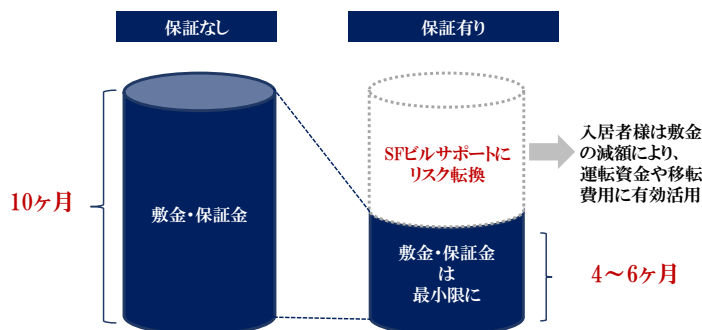 保証なし
保証有り
10ヶ月
敷金・保証金
SFビルサポートに
リスク転換
敷金・保証金
は
最小限に
入居者様は敷金
の減額により、
運転資金や移転
費用に有効活用
4～6ヶ月